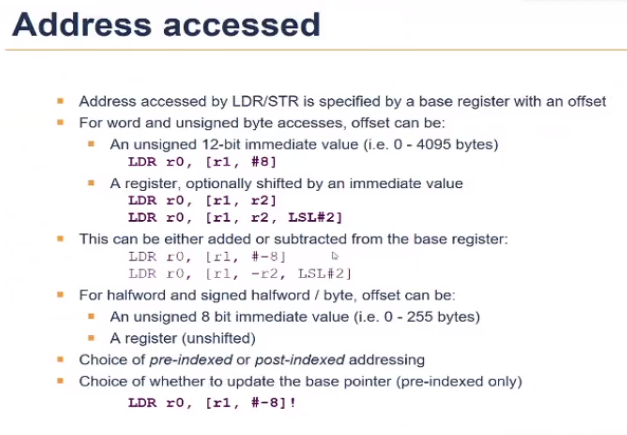 Address accessed
Address accessed by LDR/STR is specified by a base register with an offset
For word and unsigned byte accesses, offset can be:
An unsigned 12-bit immediate value (i.e. 0 - 4095 bytes)
LDR r0, [r1, #8]
A register, optionally shifted by an immediate value
LDR r0, [r1, r2]
LDR r0, [r1, r2, LSL#2]
This can be either added or subtracted from the base register:
LDR r0, [r1, #-8]
LDR r0, [r1, -r2, LSL#2]
For halfword and signed halfword / byte, offset can be:
An unsigned 8 bit immediate value (i.e. 0 - 255 bytes)
A register (unshifted)
Choice of pre-indexed or post-indexed addressing
Choice of whether to update the base pointer (pre-indexed only)
LDR r0, [r1, #-8]!